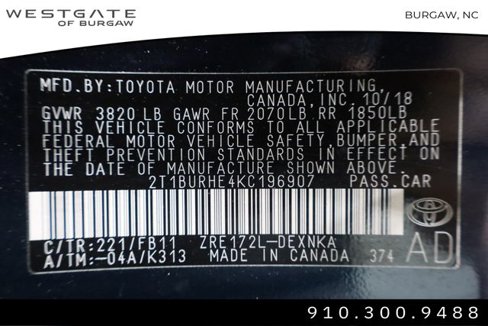 WESTGATE
OF BURGAW
BURGAW, NC
MFD.BY:TOYOTA MOTOR MANUFACTURING,
CANADA,INC. 10/18
GVWR 3820 LB GAWR FR 2070LB RR 1850LB
THIS VEHICLE CONFORMS TO ALL APPLICABLE
FEDERAL MOTOR VEHICLE SAFETY,BUMPER,AND
THEFT PREVENTION STANDARDS IN EFFECT ON
THE DATE OF MANUFACTURE SHOWN ABOVE.
2T1BURHE4KC196907 PASS.CAR
C/TR:221/FB11 ZRE172L-DEXNKA
A/TM:-04A/K313 MADE IN CANADA 374
AD
910.300.9488